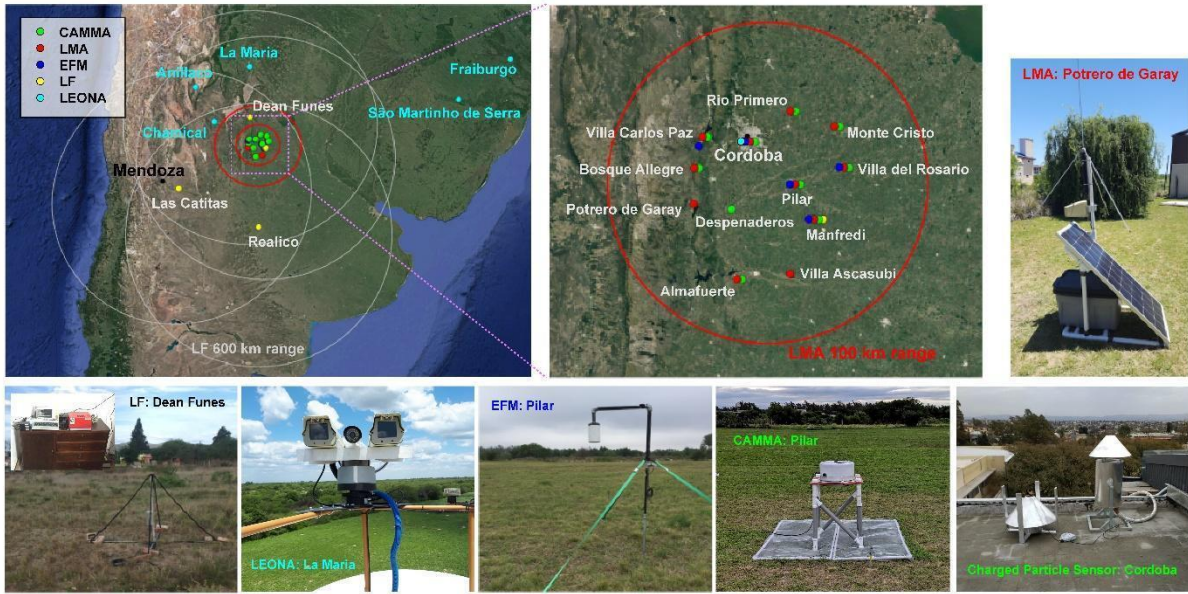 CAMMA
LMA
EFM
LF
LEONA
La Maria
Anillaco
Fraiburgo
São Martinho de Serra
Dean Funes
Chamical
Mendoza
Las Catitas
Realico
LF 600 km range
Rio Primero
Villa Carlos Paz
Monte Cristo
Cordoba
Bosque Allegre
Villa del Rosario
Pilar
Potrero de Garay
Despenaderos
Manfredi
Villa Ascasubi
Almafuerte
LMA 100 km range
LMA: Potrero de Garay
LF: Dean Funes
LEONA: La Maria
EFM: Pilar
CAMMA: Pilar
Charged Particle Sensor: Cordoba